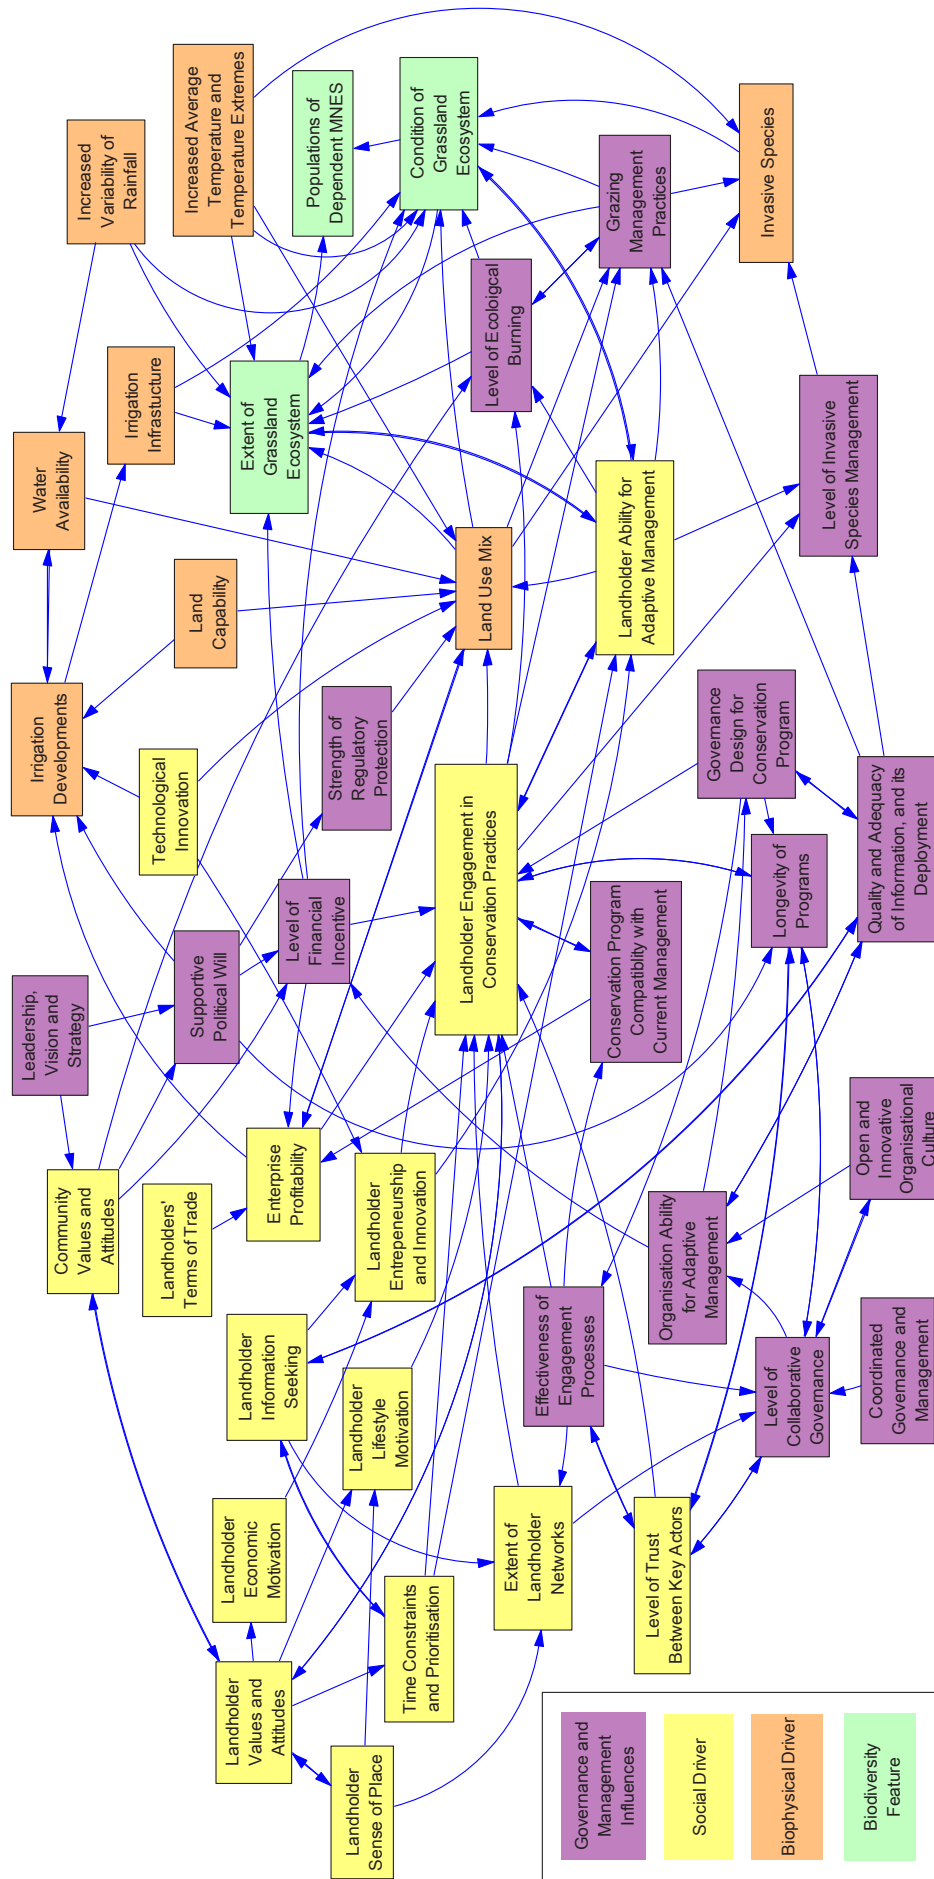 Leadership,
Vision and
Strategy
Irrigation
Developments
Water
Availability
Increased
Variability of
Rainfall
Community
Values and
Attitudes
Supportive
Political Will
Technological
Innovation
Land
Capability
Irrigation
Infrastucture
Increased Average
Temperature and
Temperature Extremes
Landholders'
Terms of Trade
Enterprise
Profitability
Level of
Financial
Incentive
Strength of
Regulatory
Protection
Extent of
Grassland
Ecosystem
Populations of
Dependent MNES
Landholder
Values and
Attitudes
Landholder
Economic
Motivation
Landholder
Information
Seeking
Landholder
Lifestyle
Motivation
Landholder
Entrepeneurship
and Innovation
Landholder
Sense of Place
Time Constraints
and Prioritisation
Landholder Engagement in
Conservation Practices
Land Use Mix
Level of Ecoloigcal
Burning
Condition of
Grassland
Ecosystem
Extent of
Landholder
Networks
Effectiveness of
Engagement
Processes
Conservation Program
Compatiblity with
Current Management
Landholder Ability for
Adaptive Management
Grazing
Management
Practices
Level of Trust
Between Key Actors
Organisation Ability
for Adaptive
Management
Governance
Design for
Conservation
Program
Longevity of
Programs
Invasive Species
Level of
Collaborative
Governance
Level of Invasive
Species Management
Coordinated
Governance and
Management
Open and
Innovative
Organisational
Culture
Quality and Adequacy
of Information, and its
Deployment
Governance and
Management
Influences
Social Driver
Biophysical Driver
Biodiversity
Feature